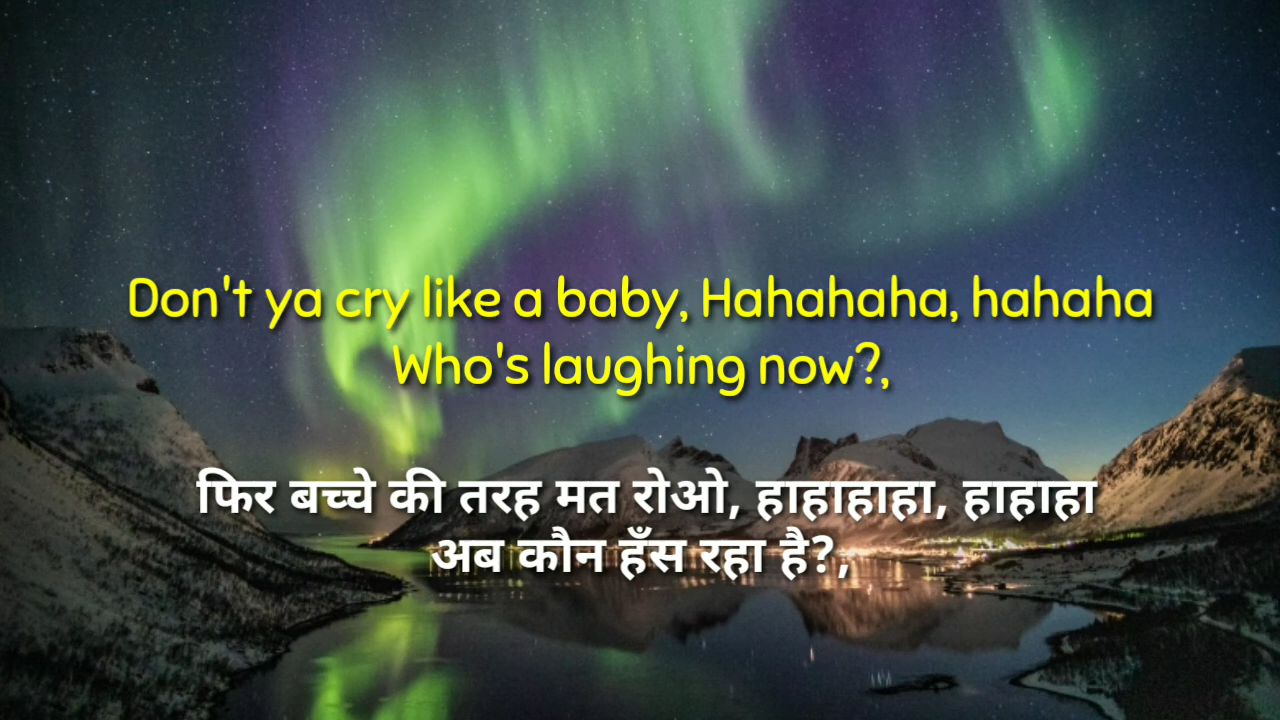 Don't ya cry like a baby, Hahahaha, hahaha
Who's laughing now?,
फिर बच्चे की तरह मत रोओ, हाहाहाहा, हाहाहा
अब कौन हँस रहा है?,